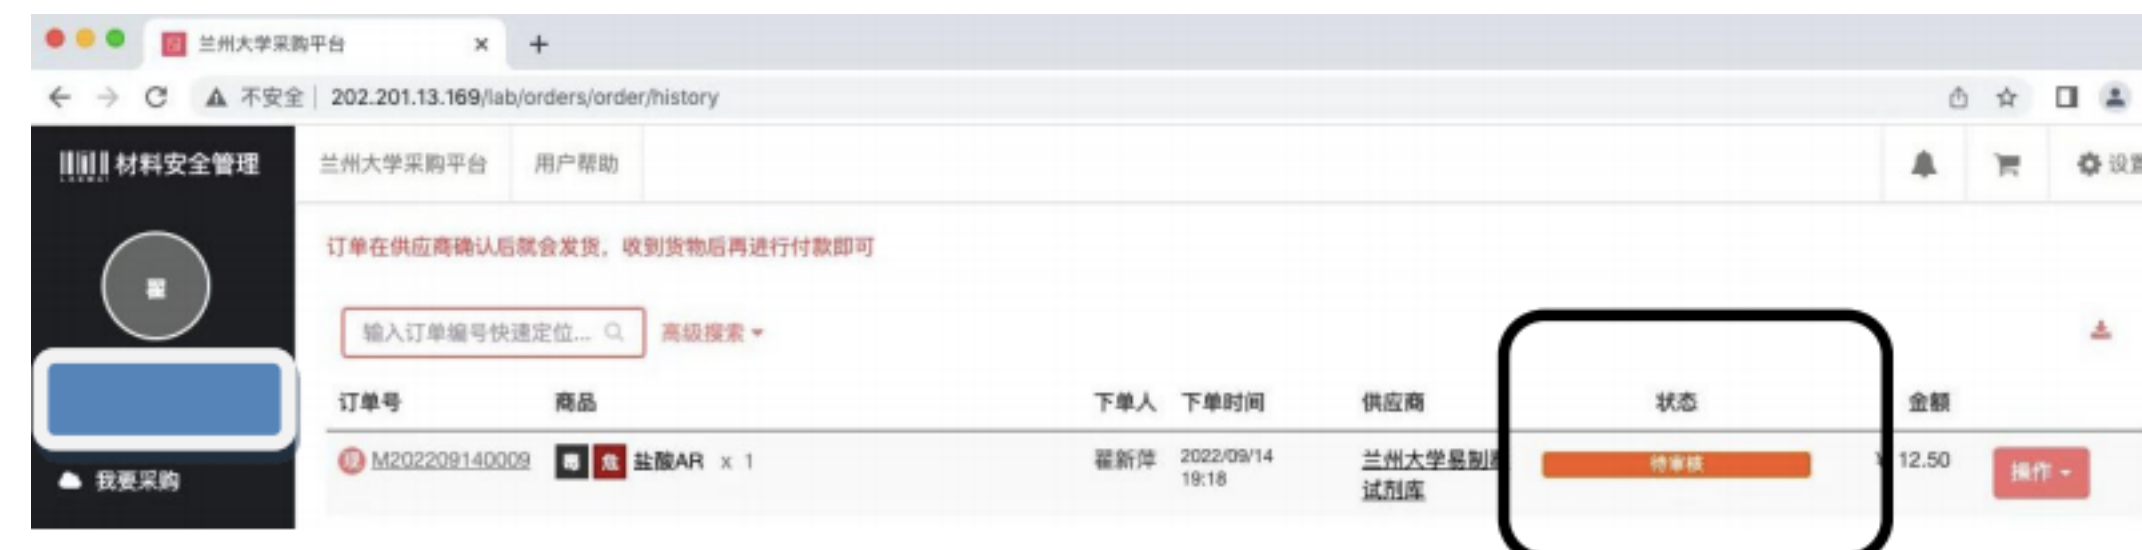 兰州大学采购平台
不安全 202.201.13.169/lab/orders/order/history
材料安全管理 兰州大学采购平台 用户帮助 设置
订单在供应商确认后就会发货，收到货物后再进行付款即可
翟
输入订单编号快速定位... 高级搜索
订单号 商品 下单人 下单时间 供应商 状态 金额
M202209140009 危 盐酸AR x 1 翟新萍 2022/09/14 兰州大学易制 待审核 12.50 操作
19:18 试剂库
我要采购